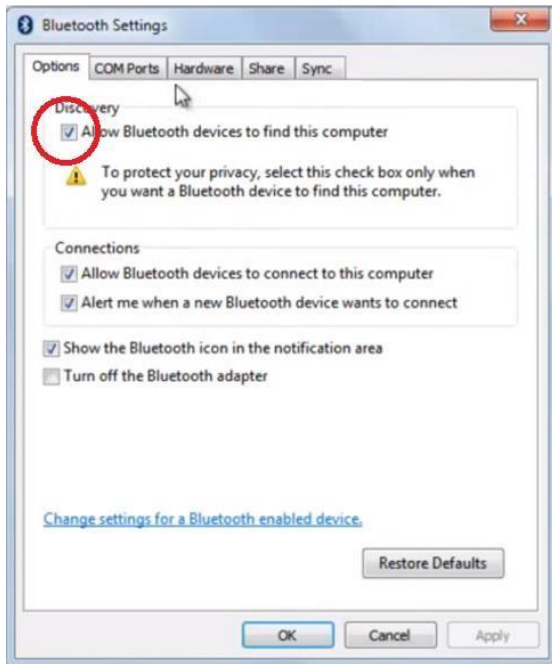 Bluetooth Settings
Options COM Ports Hardware Share Sync
Discovery
Allow Bluetooth devices to find this computer
To protect your privacy, select this check box only when
you want a Bluetooth device to find this computer.
Connections
Allow Bluetooth devices to connect to this computer
Alert me when a new Bluetooth device wants to connect
Show the Bluetooth icon in the notification area
Turn off the Bluetooth adapter
Change settings for a Bluetooth enabled device.
Restore Defaults
OK Cancel Apply